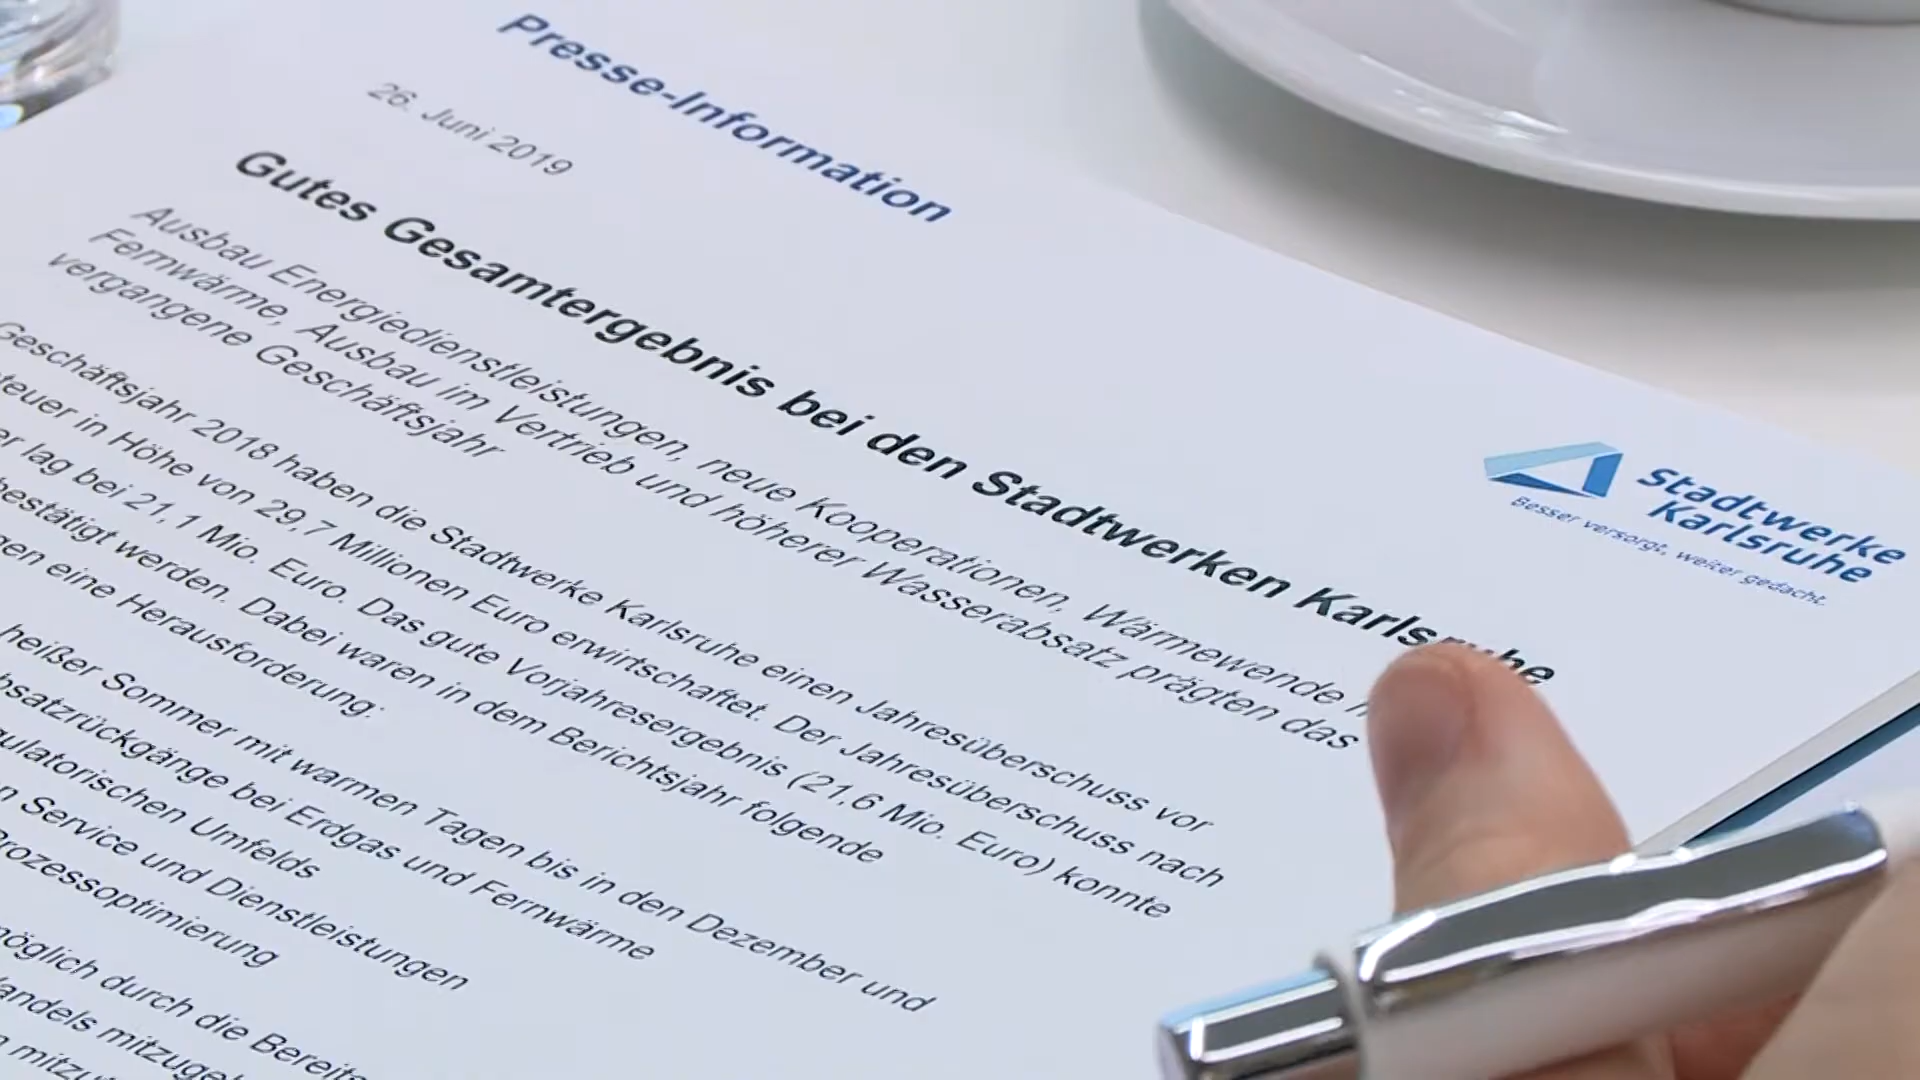 Presse-Information
26. Juni 2019
Gutes Gesamtergebnis bei den Stadtwerken Karlsruhe
Ausbau Energiedienstleistungen, neue Kooperationen, Wärmewende
Fernwärme, Ausbau im Vertrieb und höherer Wasserabsatz prägten das
vergangene Geschäftsjahr
Geschäftsjahr 2018 haben die Stadtwerke Karlsruhe einen Jahresüberschuss vor
teuer in Höhe von 29,7 Millionen Euro erwirtschaftet. Der Jahresüberschuss nach
er lag bei 21,1 Mio. Euro. Das gute Vorjahresergebnis (21,6 Mio. Euro) konnte
bestätigt werden. Dabei waren in dem Berichtsjahr folgende
gen eine Herausforderung:
heißer Sommer mit warmen Tagen bis in den Dezember und
bsatzrückgänge bei Erdgas und Fernwärme
gulatorischen Umfelds
n Service und Dienstleistungen
Prozessoptimierung
möglich durch die Bereits
andels mitzugeh
n mitzu
Stadtwerke
Karlsruhe
Besser versorgt, weiter gedacht.